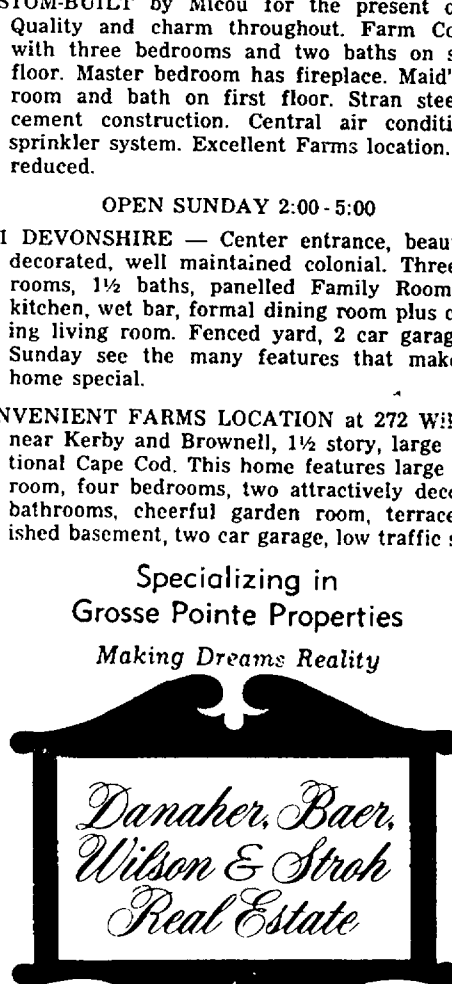 STOM-BUILT by Micou for the present o
Quality and charm throughout. Farm Co
with three bedrooms and two baths on s
floor. Master bedroom has fireplace. Maid'
room and bath on first floor. Stran stee
cement construction. Central air conditi
sprinkler system. Excellent Farms location.
reduced.
OPEN SUNDAY 2:00-5:00
I DEVONSHIRE — Center entrance, beau
decorated, well maintained colonial. Three
rooms, 1½ baths, panelled Family Room
kitchen, wet bar, formal dining room plus c
ing living room. Fenced yard, 2 car garag
Sunday see the many features that make
home special.
NVENIENT FARMS LOCATION at 272 Wil
near Kerby and Brownell, 1½ story, large
tional Cape Cod. This home features large
room, four bedrooms, two attractively deco
bathrooms, cheerful garden room, terrace
ished basement, two car garage, low traffic s
Specializing in
Grosse Pointe Properties
Making Dreams Reality
Danaher, Baer,
Wilson & Stroh
Real Estate